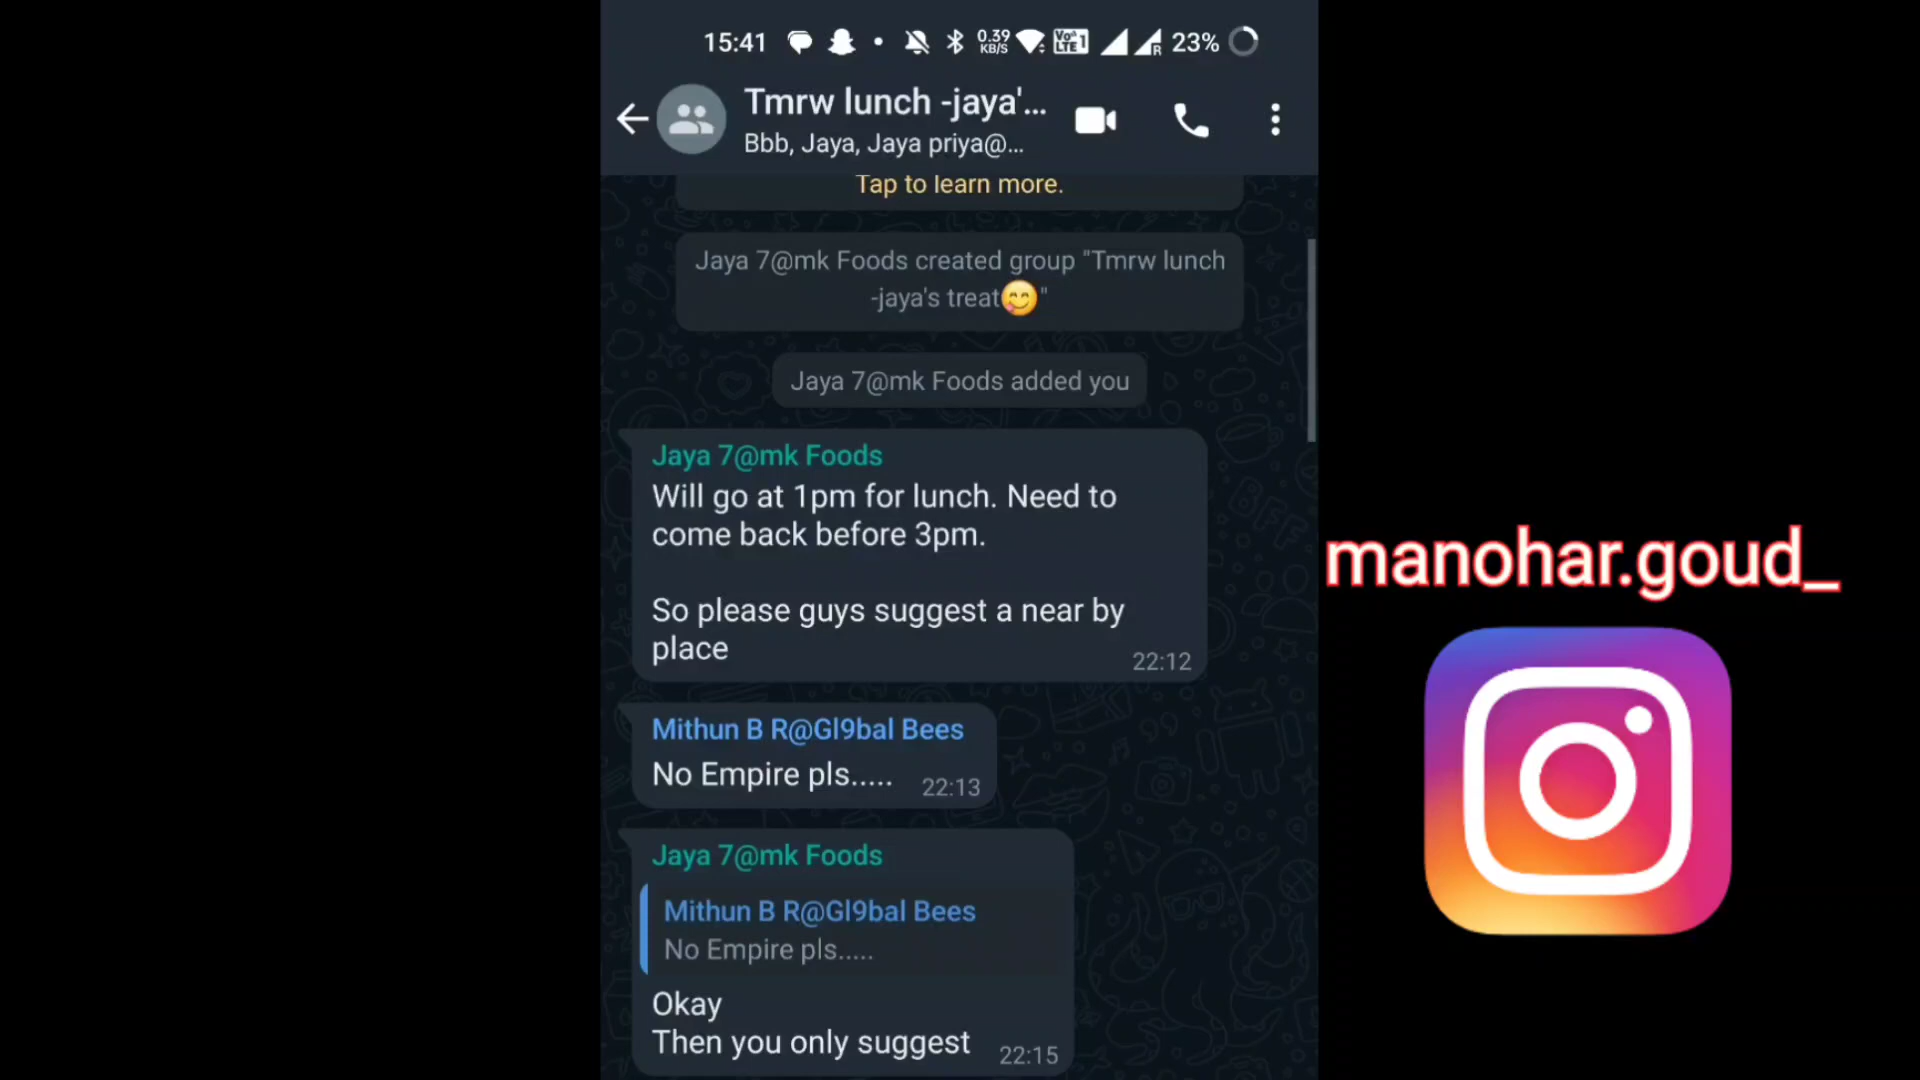 15:41 0.39 KB/S Vo LTE 1 R 23%
Tmrw lunch -jaya'...
Bbb, Jaya, Jaya priya@...
Tap to learn more.
Jaya 7@mk Foods created group "Tmrw lunch
-jaya's treat😋"
Jaya 7@mk Foods added you
Jaya 7@mk Foods
Will go at 1pm for lunch. Need to
come back before 3pm.
So please guys suggest a near by
place
22:12
Mithun B R@Gl9bal Bees
No Empire pls.....
22:13
Jaya 7@mk Foods
Mithun B R@Gl9bal Bees
No Empire pls.....
Okay
Then you only suggest
22:15
manohar.goud_